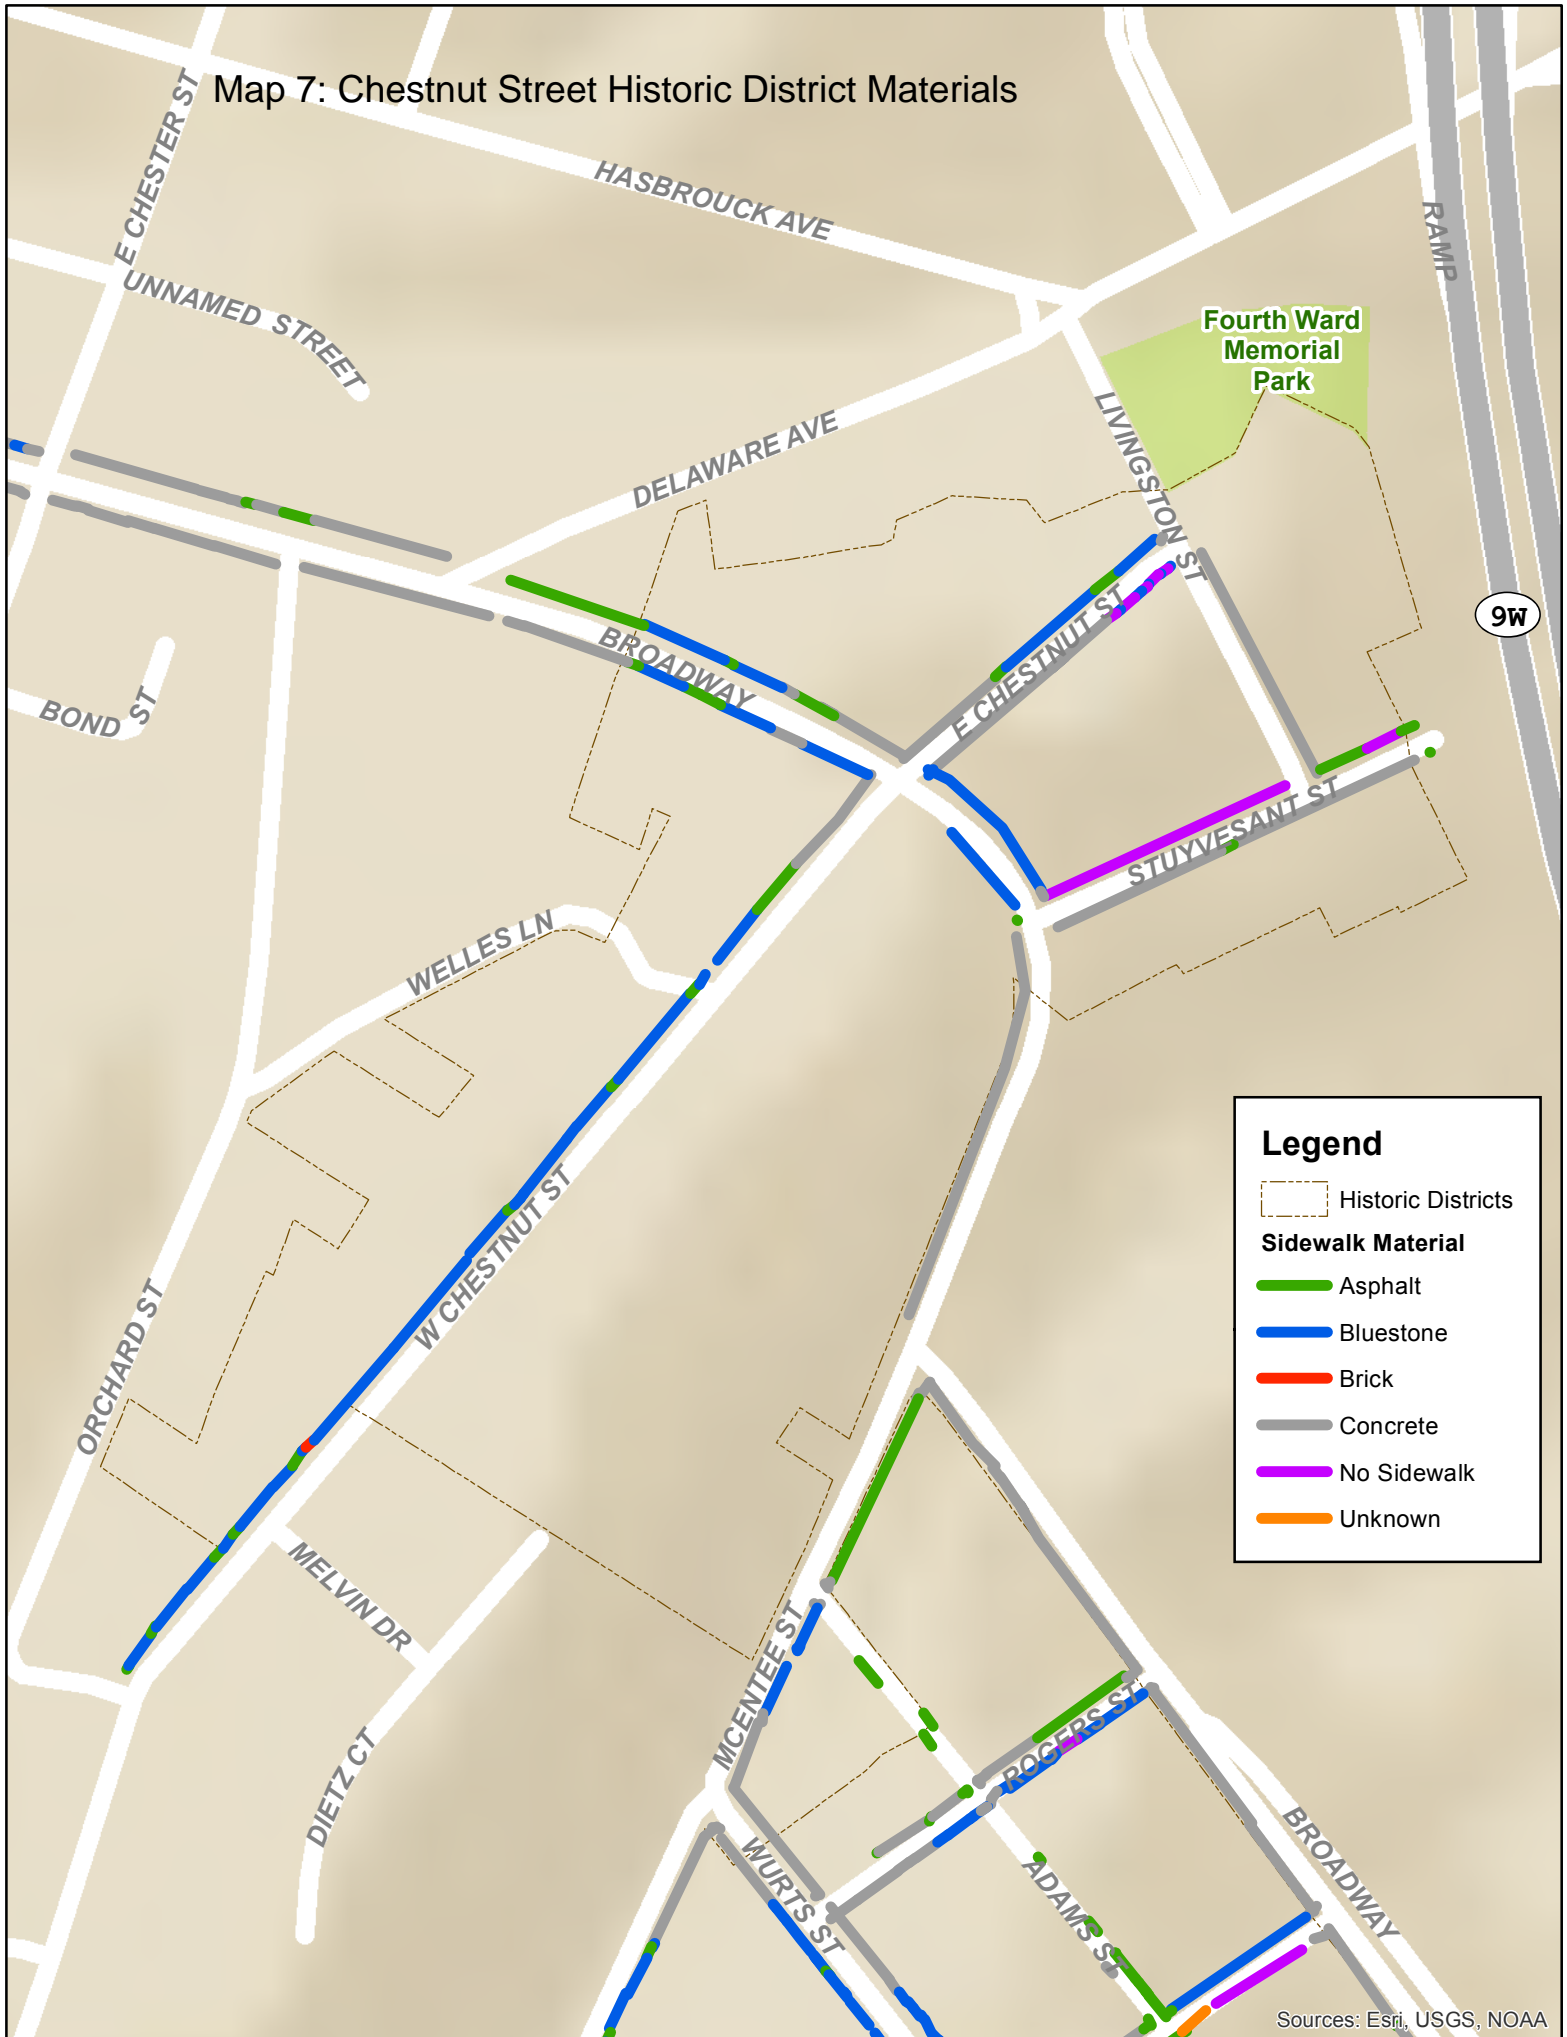 Map 7: Chestnut Street Historic District Materials
E CHESTER ST
HASBROUCK AVE
RAMP
UNNAMED STREET
Fourth Ward
Memorial
Park
LIVINGSTON ST
DELAWARE AVE
9W
E CHESTNUT ST
BROADWAY
BOND ST
STUYVESANT ST
WELLES LN
W CHESTNUT ST
ORCHARD ST
Legend
Historic Districts
Sidewalk Material
Asphalt
Bluestone
Brick
Concrete
No Sidewalk
Unknown
MELVIN DR
MCENTEE ST
ROGERS ST
DIETZ CT
WURTS ST
ADAMS ST
BROADWAY
Sources: Esri, USGS, NOAA